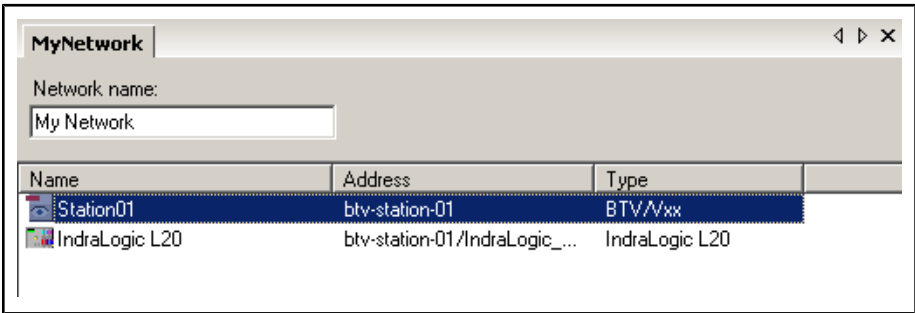 MyNetwork
Network name:
My Network
Name Address Type
Station01 btv-station-01 BTV/Vxx
IndraLogic L20 btv-station-01/IndraLogic_... IndraLogic L20